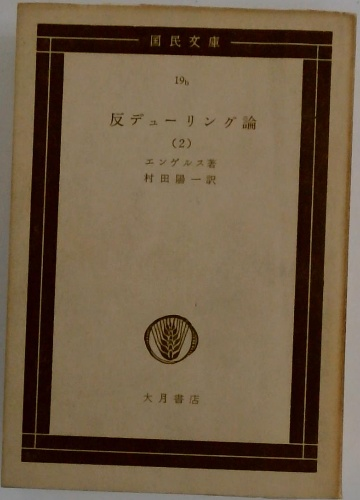 国民文庫
19b
反デューリング論
(2)
エンゲルス著
村田陽一訳
大月書店